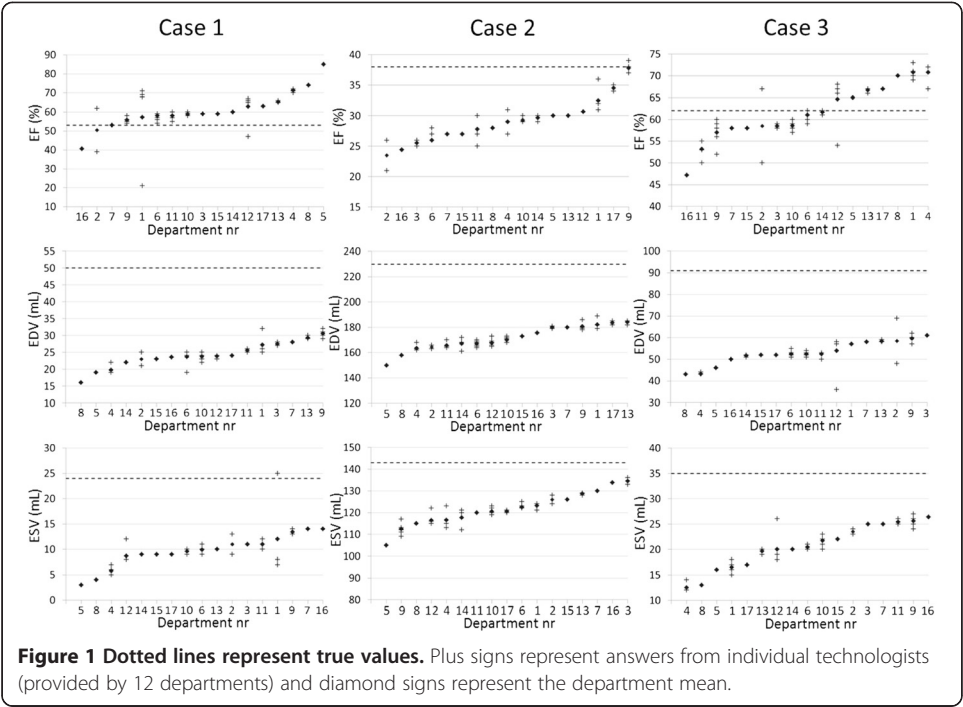 Case 1
Case 2
Case 3
EF (%)
90
80
70
60
50
40
30
20
10
16 2 7 9 1 6 11 10 3 15 14 12 17 13 4 8 5
Department nr
EF (%)
40
35
30
25
20
15
2 16 3 6 7 15 11 8 4 10 14 5 13 12 1 17 9
Department nr
EF (%)
75
70
65
60
55
50
45
40
16 11 9 7 15 2 3 10 6 14 12 5 13 17 8 1 4
Department nr
EDV (mL)
55
50
45
40
35
30
25
20
15
10
8 5 4 14 2 15 16 6 10 12 17 11 1 3 7 13 9
Department nr
EDV (mL)
240
220
200
180
160
140
120
5 8 4 2 11 14 6 12 10 15 16 3 7 9 1 17 13
Department nr
EDV (mL)
100
90
80
70
60
50
40
30
8 4 5 16 14 15 17 6 10 11 12 1 7 13 2 9 3
Department nr
ESV (mL)
30
25
20
15
10
5
0
5 8 4 12 14 15 17 10 6 13 2 3 11 1 9 7 16
Department nr
ESV (mL)
150
140
130
120
110
100
90
80
5 9 8 12 4 14 11 10 17 6 1 2 15 13 7 16 3
Department nr
ESV (mL)
40
35
30
25
20
15
10
4 8 5 1 17 13 12 14 6 10 15 2 3 7 11 9 16
Department nr
Figure 1 Dotted lines represent true values. Plus signs represent answers from individual technologists
(provided by 12 departments) and diamond signs represent the department mean.